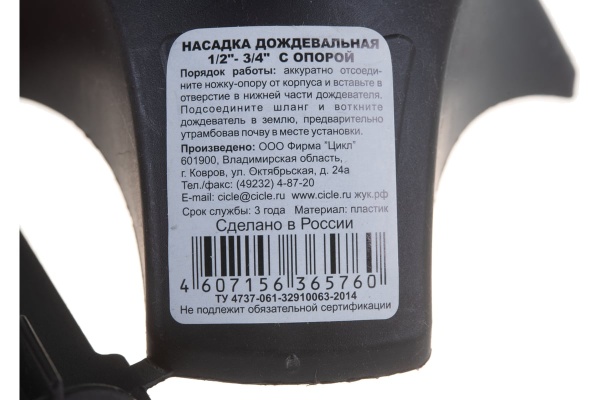 НАСАДКА ДОЖДЕВАЛЬНАЯ
1/2"- 3/4" С ОПОРОЙ
Порядок работы: аккуратно отсоеди-
ните ножку-опору от корпуса и вставьте в
отверстие в нижней части дождевателя.
Подсоедините шланг и воткните
дождеватель в землю, предварительно
утрамбовав почву в месте установки.
Произведено: ООО Фирма "Цикл"
601900, Владимирская область,
г. Ковров, ул. Октябрьская, д. 24а
Тел./факс: (49232) 4-87-20
E-mail: cicle@cicle.ru www.cicle.ru жук.рф
Срок службы: 3 года Материал: пластик
Сделано в России
4 607156 365760
ТУ 4737-061-32910063-2014
Не подлежит обязательной сертификации